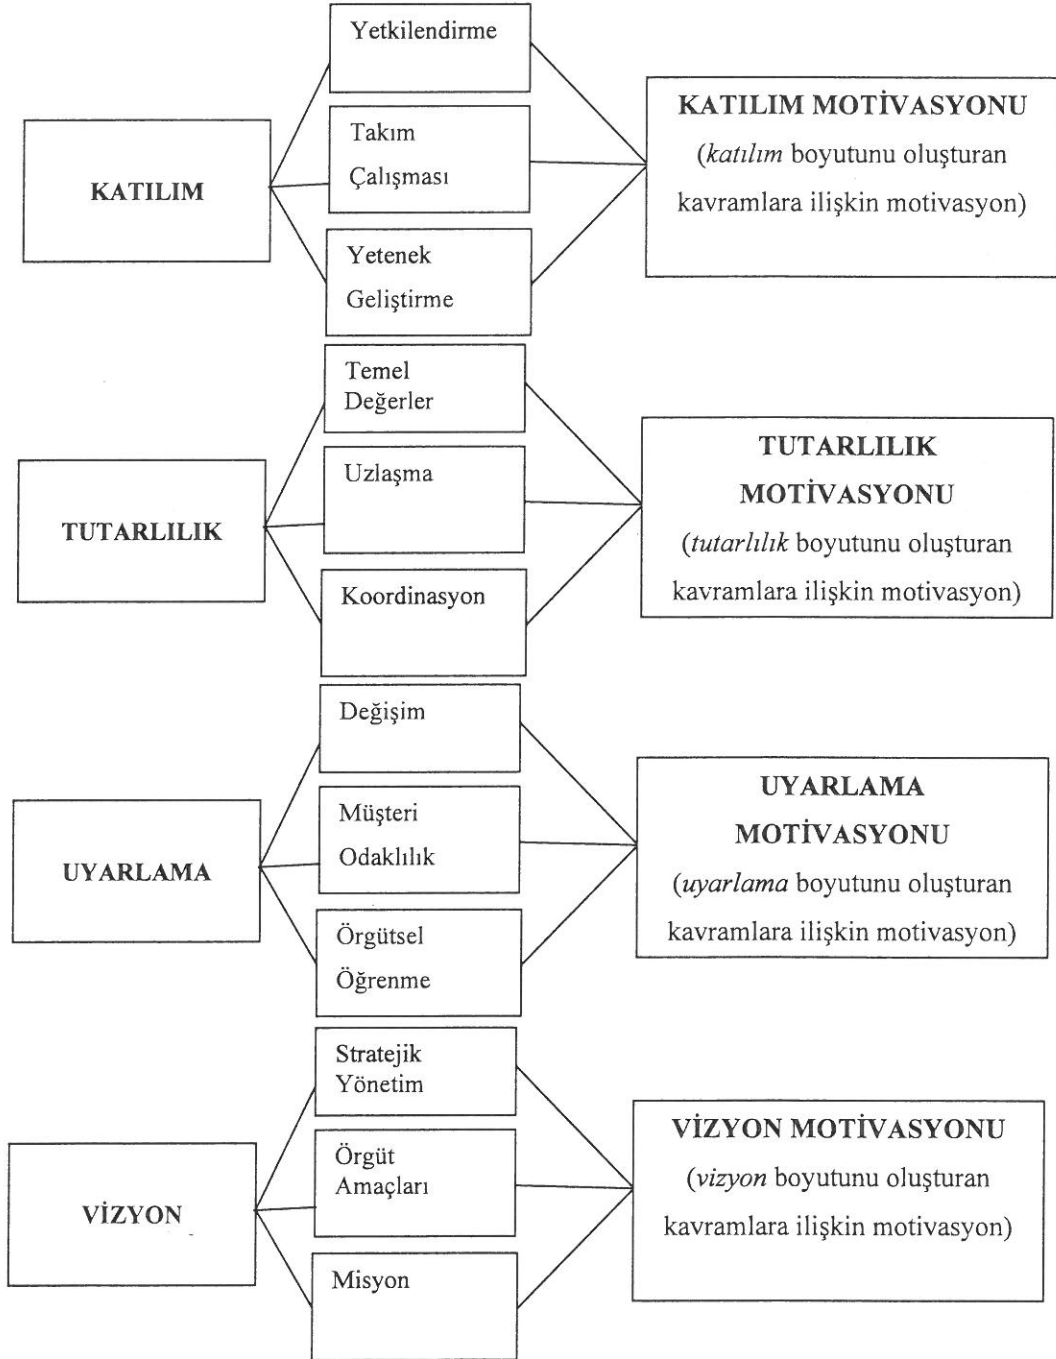 Yetkilendirme
KATILIM MOTİVASYONU
(katılım boyutunu oluşturan
kavramlara ilişkin motivasyon)
Takım
Çalışması
KATILIM
Yetenek
Geliştirme
Temel
Değerler
TUTARLILIK
MOTİVASYONU
(tutarlılık boyutunu oluşturan
kavramlara ilişkin motivasyon)
Uzlaşma
TUTARLILIK
Koordinasyon
Değişim
UYARLAMA
MOTİVASYONU
(uyarlama boyutunu oluşturan
kavramlara ilişkin motivasyon)
Müşteri
Odaklılık
UYARLAMA
Örgütsel
Öğrenme
Stratejik
Yönetim
VİZYON MOTİVASYONU
(vizyon boyutunu oluşturan
kavramlara ilişkin motivasyon)
Örgüt
Amaçları
VİZYON
Misyon